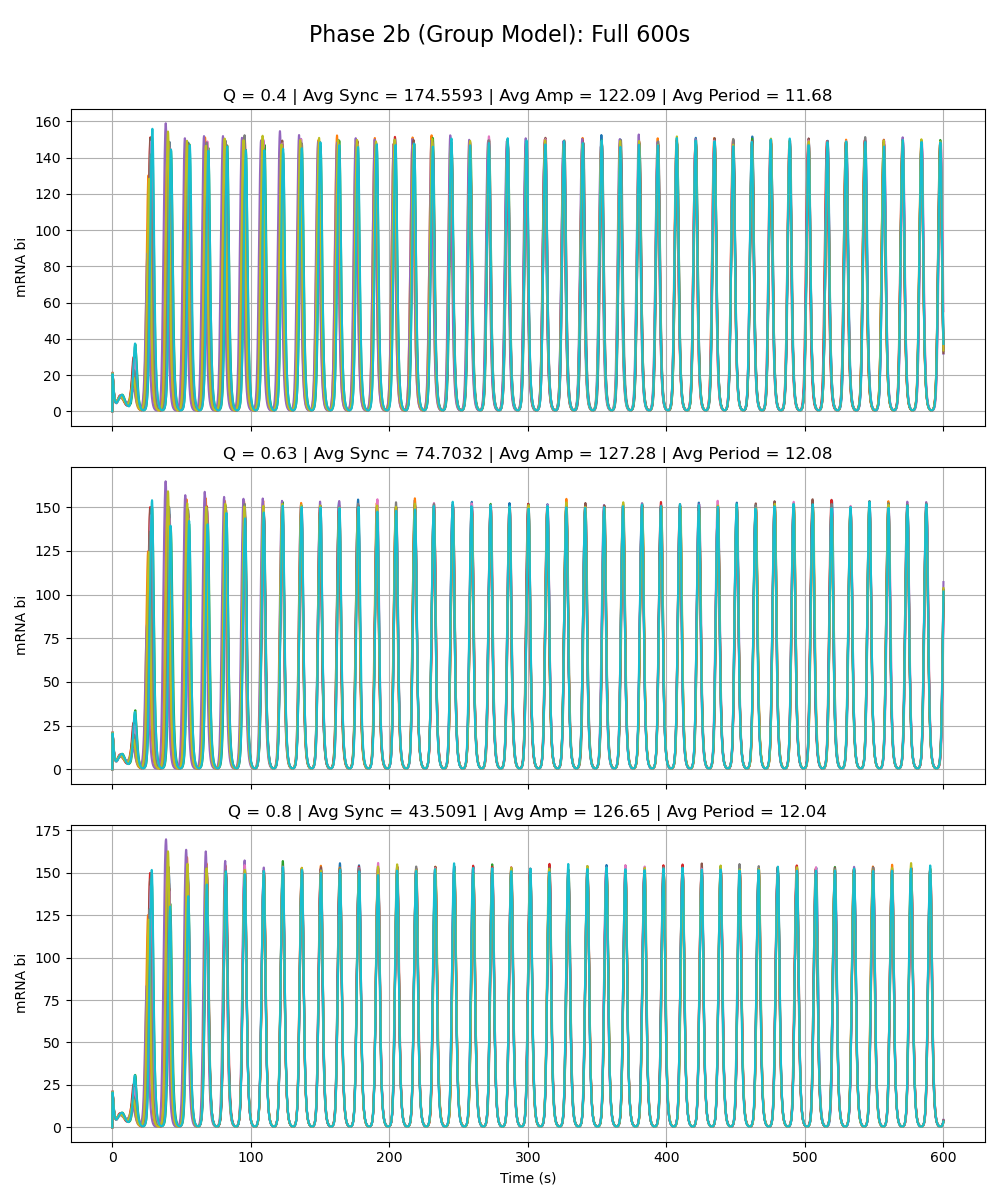 Phase 2b (Group Model): Full 600s
Q = 0.4 | Avg Sync = 174.5593 | Avg Amp = 122.09 | Avg Period = 11.68
160
140
120
100
80
60
40
20
0
mRNA bi
Q = 0.63 | Avg Sync = 74.7032 | Avg Amp = 127.28 | Avg Period = 12.08
150
125
100
75
50
25
0
mRNA bi
Q = 0.8 | Avg Sync = 43.5091 | Avg Amp = 126.65 | Avg Period = 12.04
175
150
125
100
75
50
25
0
mRNA bi
0 100 200 300 400 500 600
Time (s)